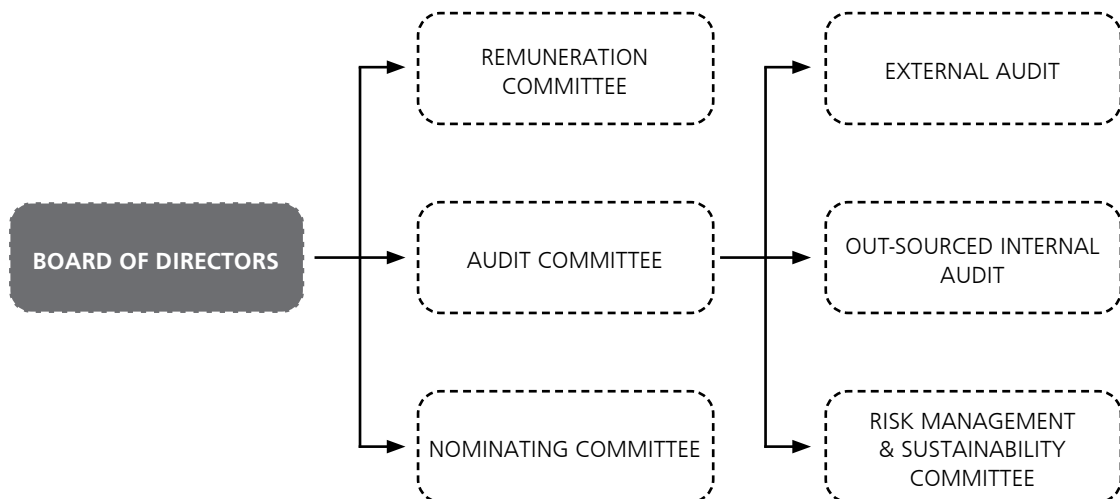 REMUNERATION
COMMITTEE
EXTERNAL AUDIT
BOARD OF DIRECTORS
AUDIT COMMITTEE
OUT-SOURCED INTERNAL
AUDIT
NOMINATING COMMITTEE
RISK MANAGEMENT
& SUSTAINABILITY
COMMITTEE